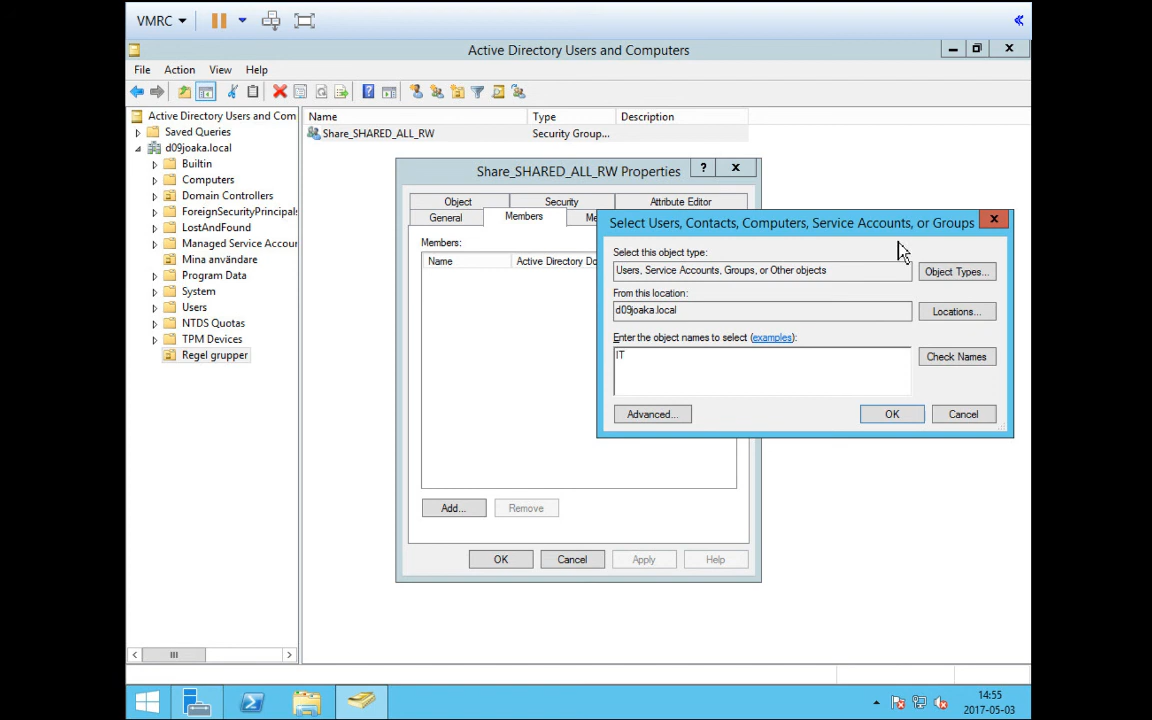 VMRC
Active Directory Users and Computers
File Action View Help
Active Directory Users and Com
Saved Queries
d09joaka.local
Builtin
Computers
Domain Controllers
ForeignSecurityPrincipals
LostAndFound
Managed Service Accour
Mina användare
Program Data
System
Users
NTDS Quotas
TPM Devices
Regel grupper
Name Type Description
Share_SHARED_ALL_RW Security Group...
Share_SHARED_ALL_RW Properties
?
Object Security Attribute Editor
General Members Me
Members:
Name Active Directory Do
Add... Remove
OK Cancel Apply Help
Select Users, Contacts, Computers, Service Accounts, or Groups
Select this object type:
Users, Service Accounts, Groups, or Other objects Object Types...
From this location:
d09joaka.local Locations...
Enter the object names to select (examples):
IT Check Names
Advanced... OK Cancel
14:55
2017-05-03